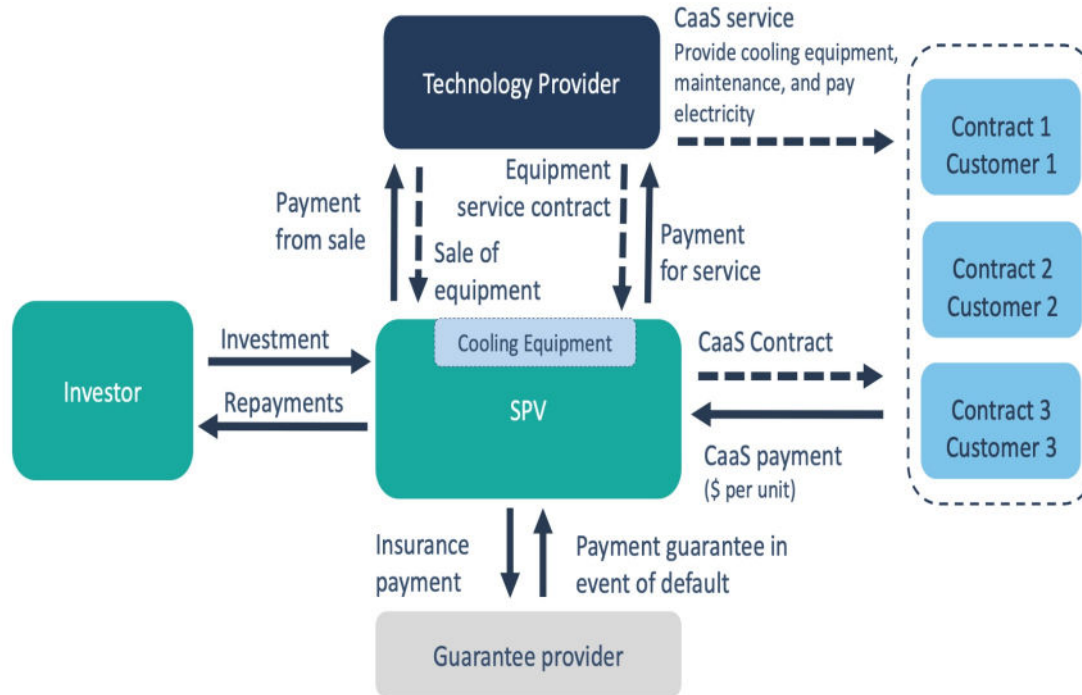 CaaS service
Provide cooling equipment,
maintenance, and pay
electricity
Technology Provider
Contract 1
Customer 1
Payment
from sale
Sale of
equipment
Equipment
service contract
Payment
for service
Contract 2
Customer 2
Investor
Investment
Repayments
Cooling Equipment
SPV
CaaS Contract
CaaS payment
($ per unit)
Contract 3
Customer 3
Insurance
payment
Payment guarantee in
event of default
Guarantee provider